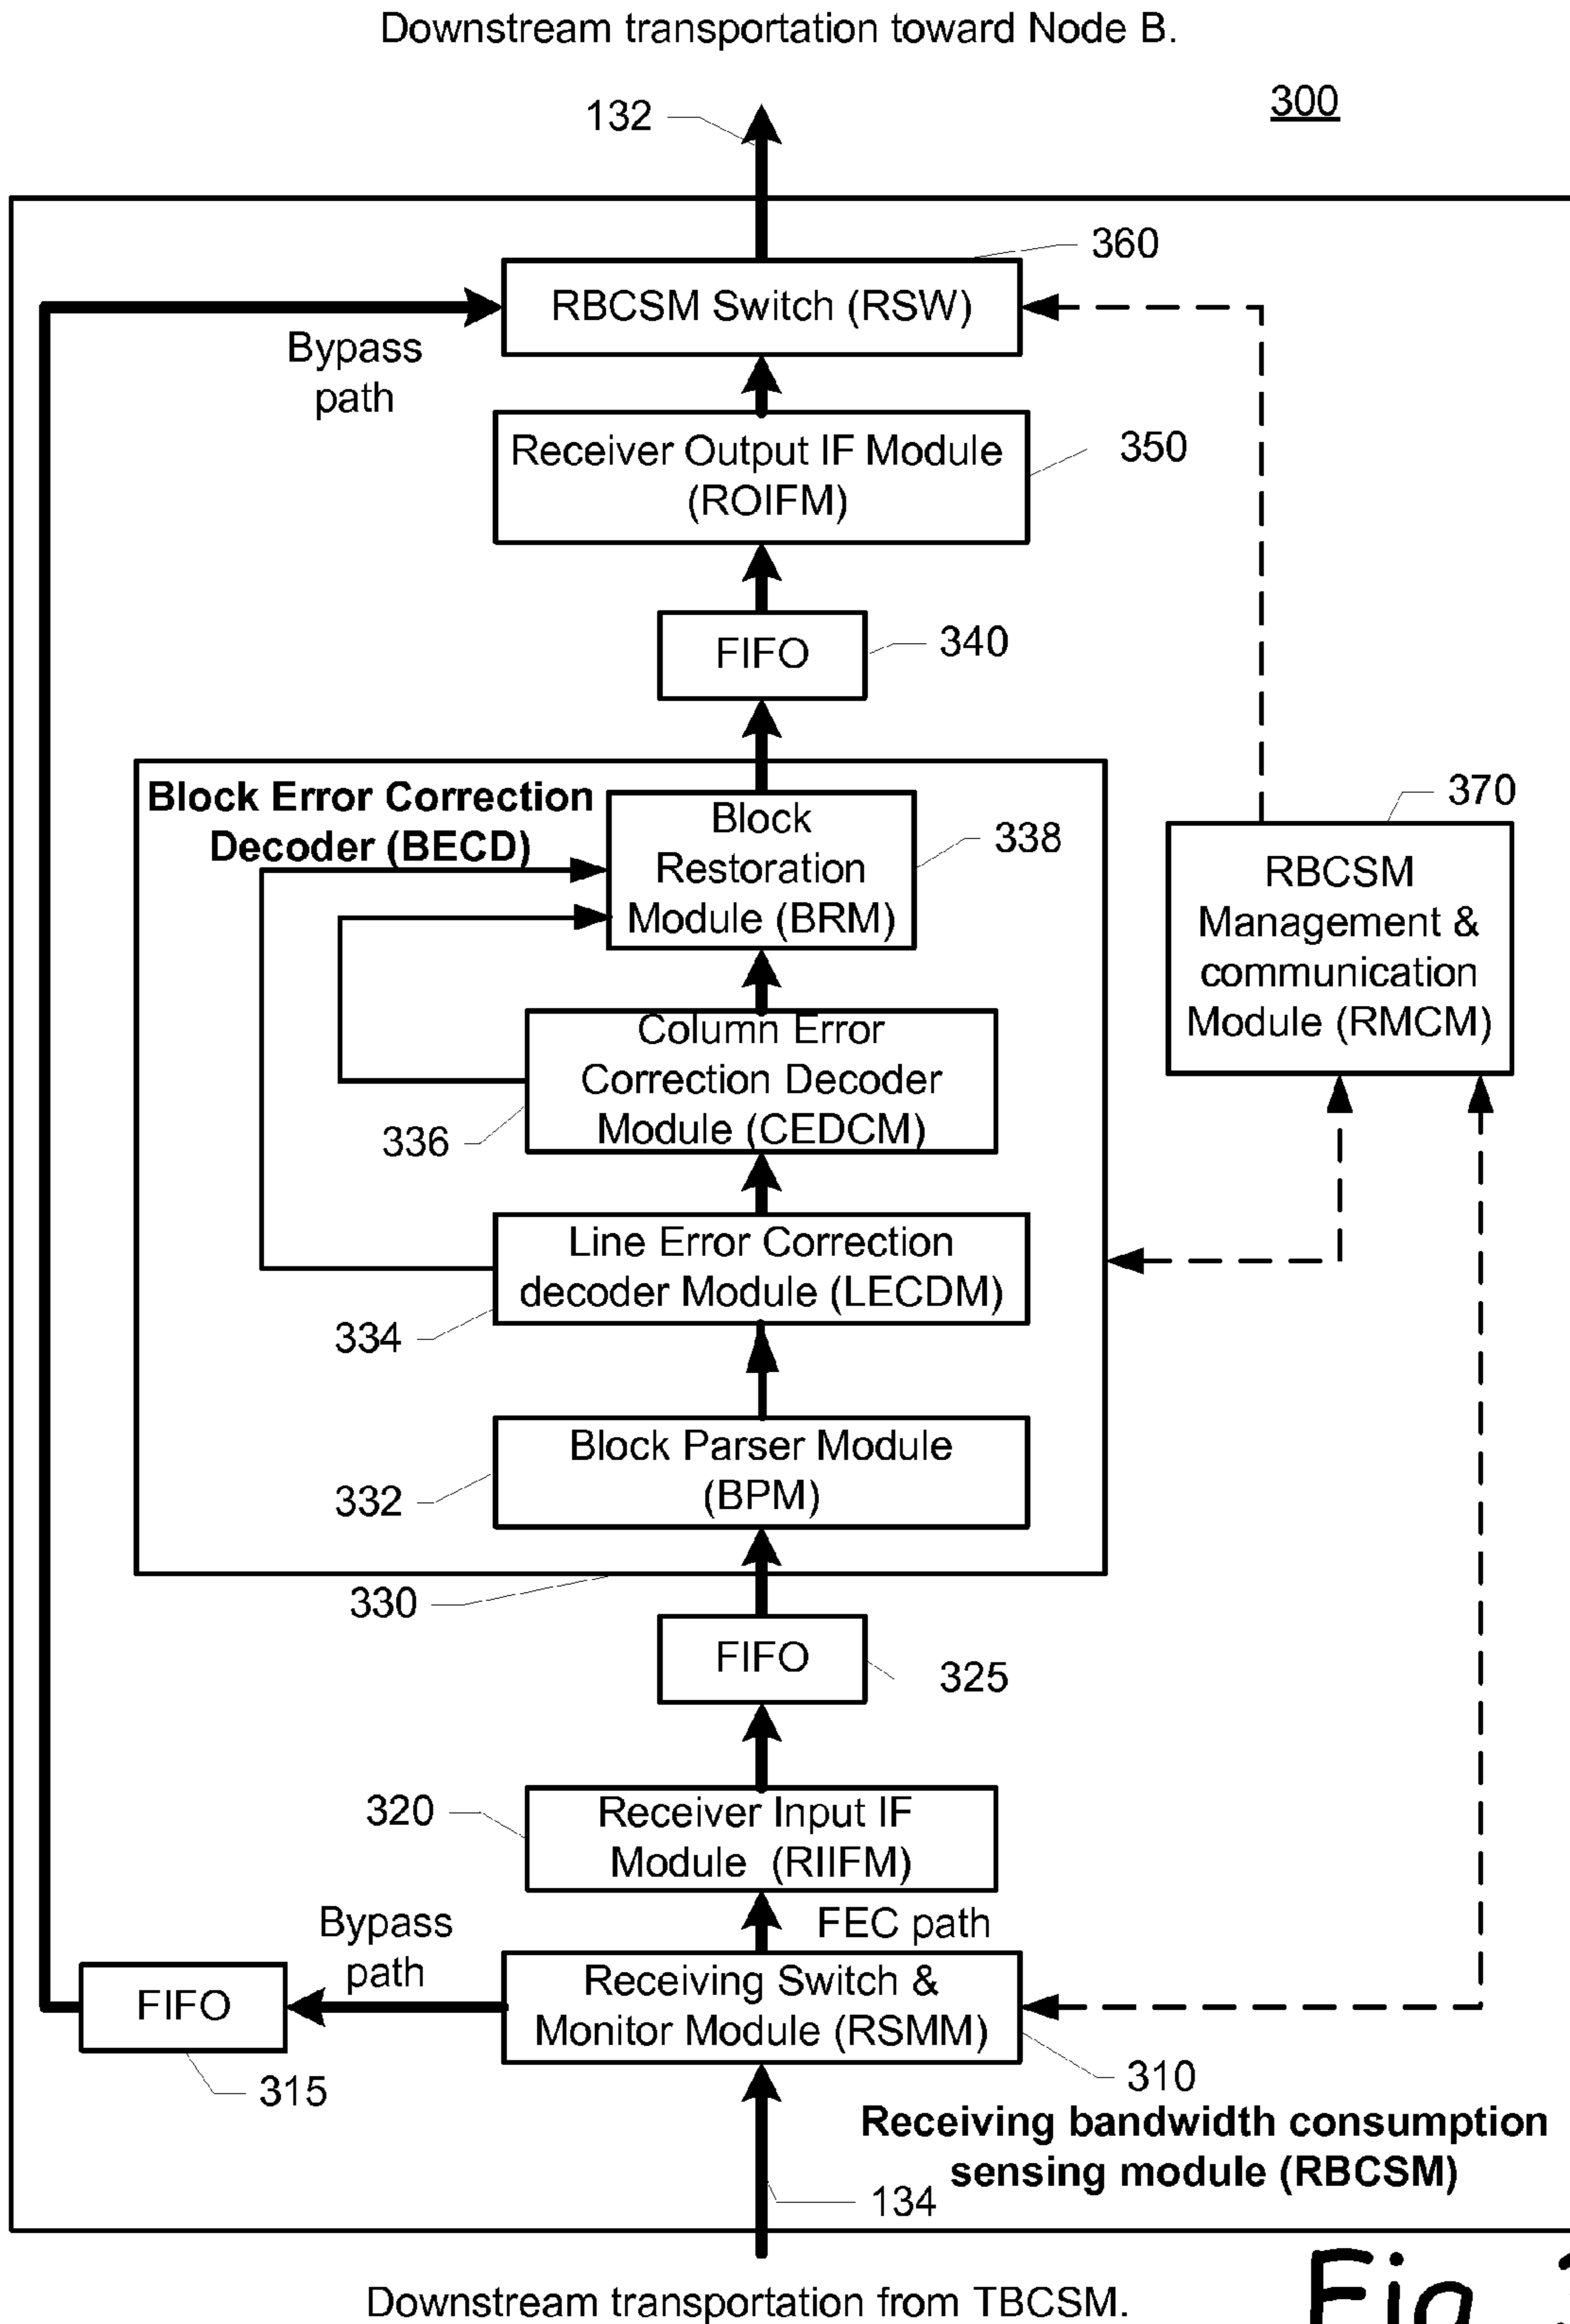 Downstream transportation toward Node B.
300
132
360
RBCSM Switch (RSW)
Bypass
path
350
Receiver Output IF Module
(ROIFM)
340
FIFO
Block Error Correction
Decoder (BECD)
Block
Restoration
Module (BRM)
338
370
RBCSM
Management &
communication
Module (RMCM)
Column Error
Correction Decoder
Module (CEDCM)
336
Line Error Correction
decoder Module (LECDM)
334
Block Parser Module
(BPM)
332
330
FIFO
325
320
Receiver Input IF
Module (RIIFM)
FEC path
Bypass
path
FIFO
315
Receiving Switch &
Monitor Module (RSMM)
310
Receiving bandwidth consumption
sensing module (RBCSM)
134
Downstream transportation from TBCSM.
Fig